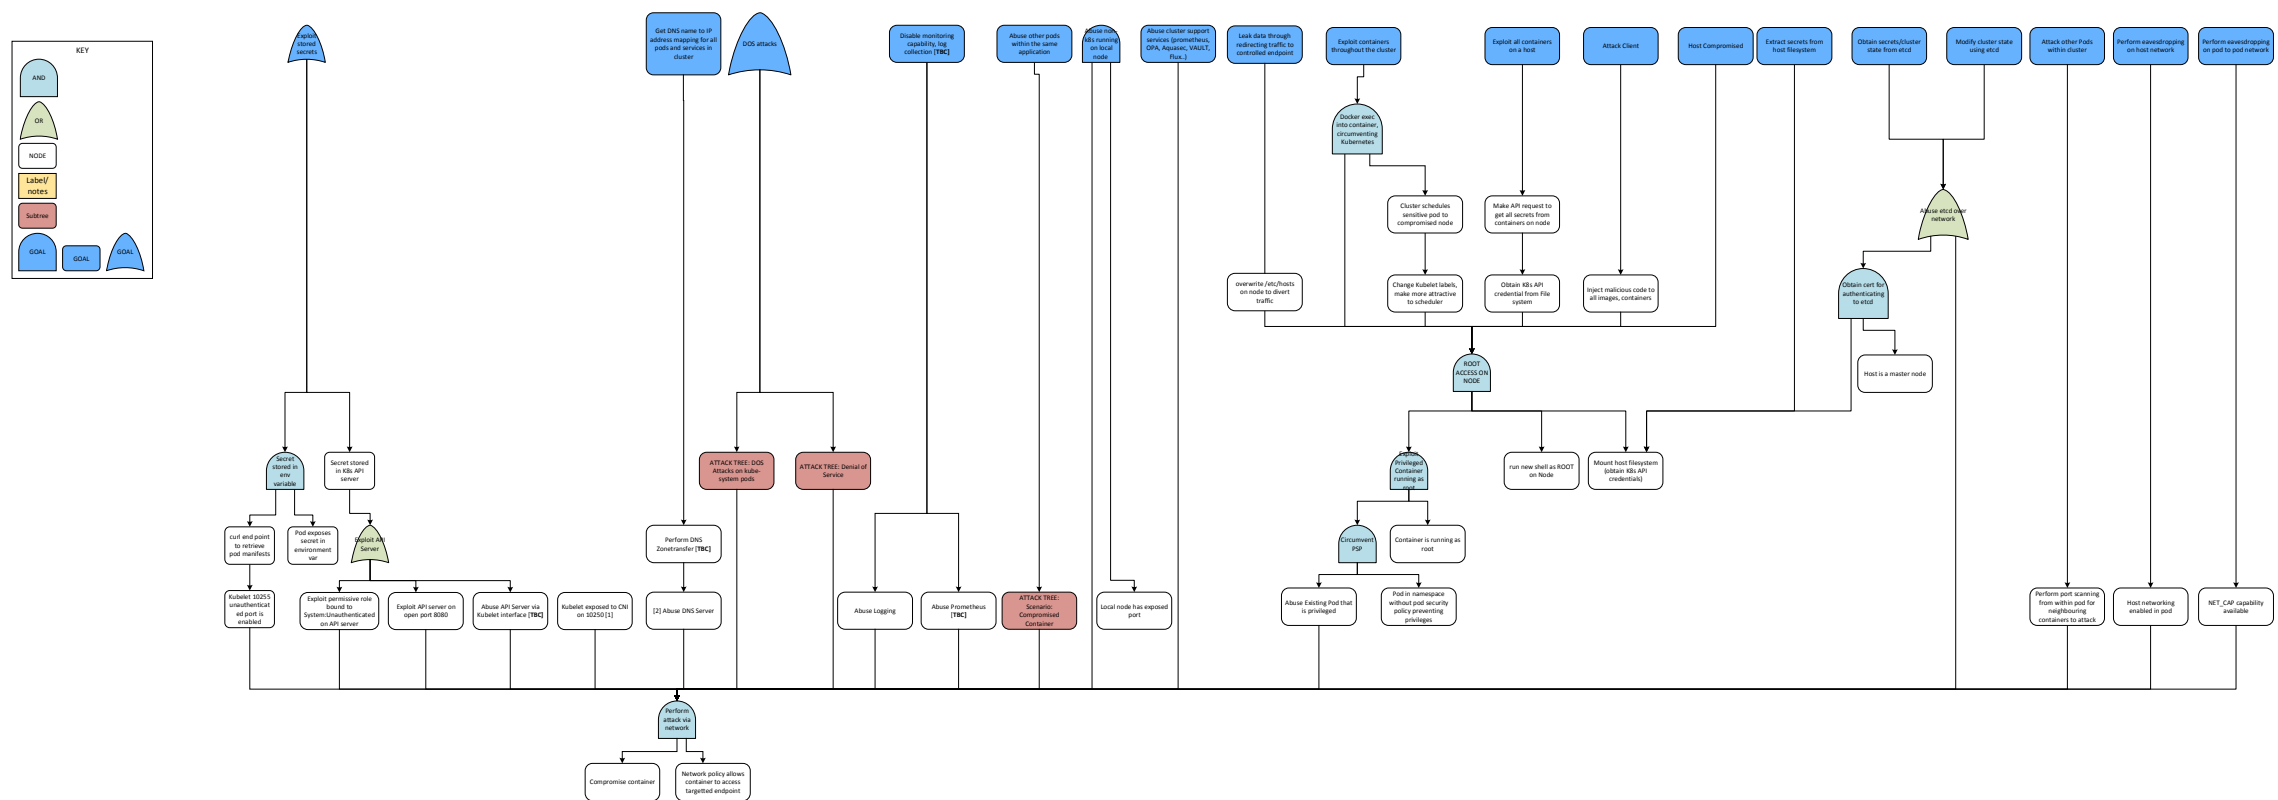 KEY
AND
OR
NODE
Label/
notes
Subtree
GOAL
GOAL
GOAL
Exploit
stored
secrets
Get DNS name to IP
address mapping for all
pods and services in
cluster
DOS attacks
Disable monitoring
capability, log
collection [TBC]
Abuse other pods
within the same
application
Abuse non-
k8s running
on local
node
Abuse cluster support
services (prometheus,
OPA, Aquasec, VAULT,
Flux..)
Leak data through
redirecting traffic to
controlled endpoint
Exploit containers
throughout the cluster
Exploit all containers
on a host
Attack Client
Host Compromised
Extract secrets from
host filesystem
Obtain secrets/cluster
state from etcd
Modify cluster state
using etcd
Attack other Pods
within cluster
Perform eavesdropping
on host network
Perform eavesdropping
on pod to pod network
Docker exec
into container,
circumventing
Kubernetes
Cluster schedules
sensitive pod to
compromised node
Make API request to
get all secrets from
containers on node
Abuse etcd over
network
overwrite /etc/hosts
on node to divert
traffic
Change Kubelet labels,
make more attractive
to scheduler
Obtain K8s API
credential from File
system
Inject malicious code to
all images, containers
Obtain cert for
authenticating
to etcd
ROOT
ACCESS ON
NODE
Host is a master node
Secret
stored in
env
variable
Secret stored
in K8s API
server
ATTACK TREE: DOS
Attacks on kube-
system pods
ATTACK TREE: Denial of
Service
Exploit
Privileged
Container
running as
root
run new shell as ROOT
on Node
Mount host filesystem
(obtain K8s API
credentials)
curl end point
to retrieve
pod manifests
Pod exposes
secret in
environment
var
Exploit API
Server
Perform DNS
Zonetransfer [TBC]
Circumvent
PSP
Container is running as
root
Kubelet 10255
unauthenticat
ed port is
enabled
Exploit permissive role
bound to
System:Unauthenticated
on API server
Exploit API server on
open port 8080
Abuse API Server via
Kubelet interface [TBC]
Kubelet exposed to CNI
on 10250 [1]
[2] Abuse DNS Server
Abuse Logging
Abuse Prometheus
[TBC]
ATTACK TREE:
Scenario:
Compromised
Container
Local node has exposed
port
Abuse Existing Pod that
is privileged
Pod in namespace
without pod security
policy preventing
privileges
Perform port scanning
from within pod for
neighbouring
containers to attack
Host networking
enabled in pod
NET_CAP capability
available
Perform
attack via
network
Compromise container
Network policy allows
container to access
targetted endpoint